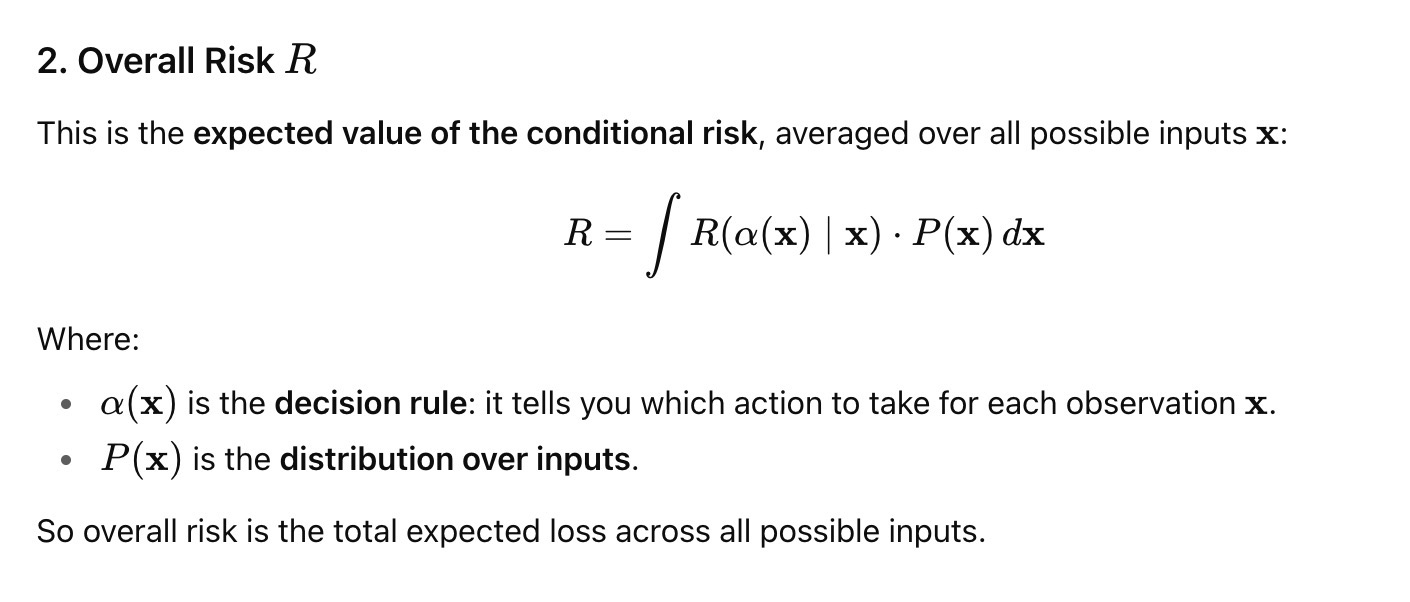 2. Overall Risk R
This is the expected value of the conditional risk, averaged over all possible inputs x:
R = ∫ R(α(x) | x) · P(x) dx
Where:
• α(x) is the decision rule: it tells you which action to take for each observation x.
• P(x) is the distribution over inputs.
So overall risk is the total expected loss across all possible inputs.